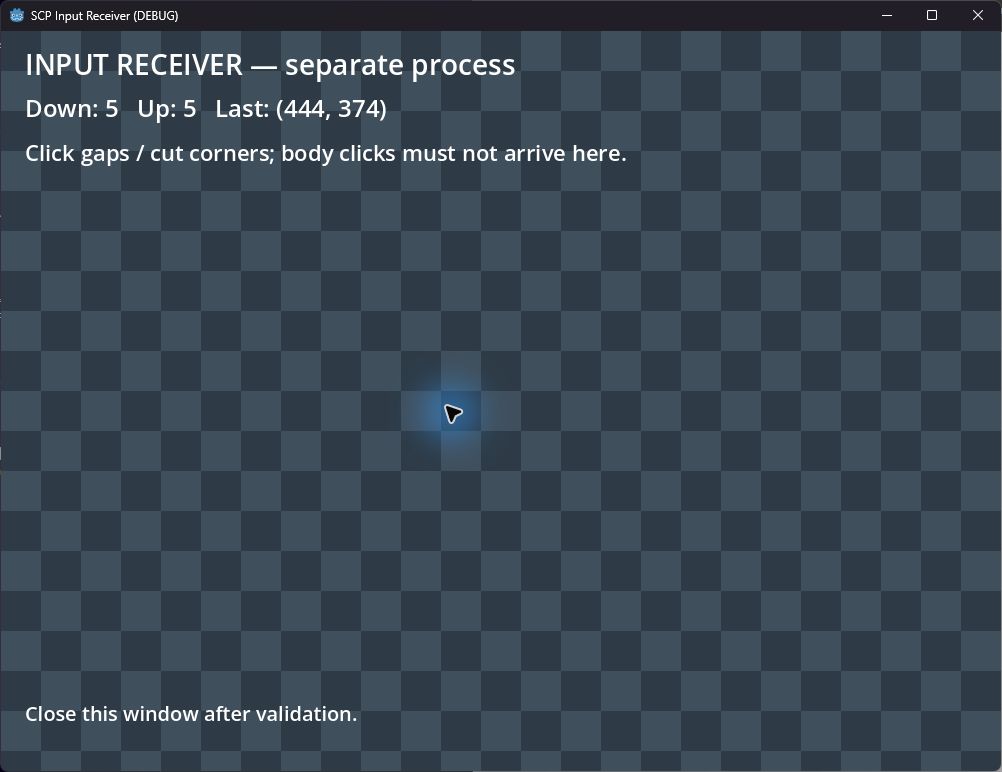 SCP Input Receiver (DEBUG)
INPUT RECEIVER — separate process
Down: 5   Up: 5   Last: (444, 374)
Click gaps / cut corners; body clicks must not arrive here.
Close this window after validation.